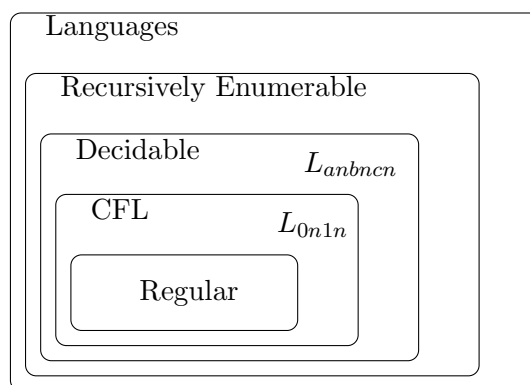 Languages
Recursively Enumerable
Decidable
L_{anbncn}
CFL
L_{0n1n}
Regular